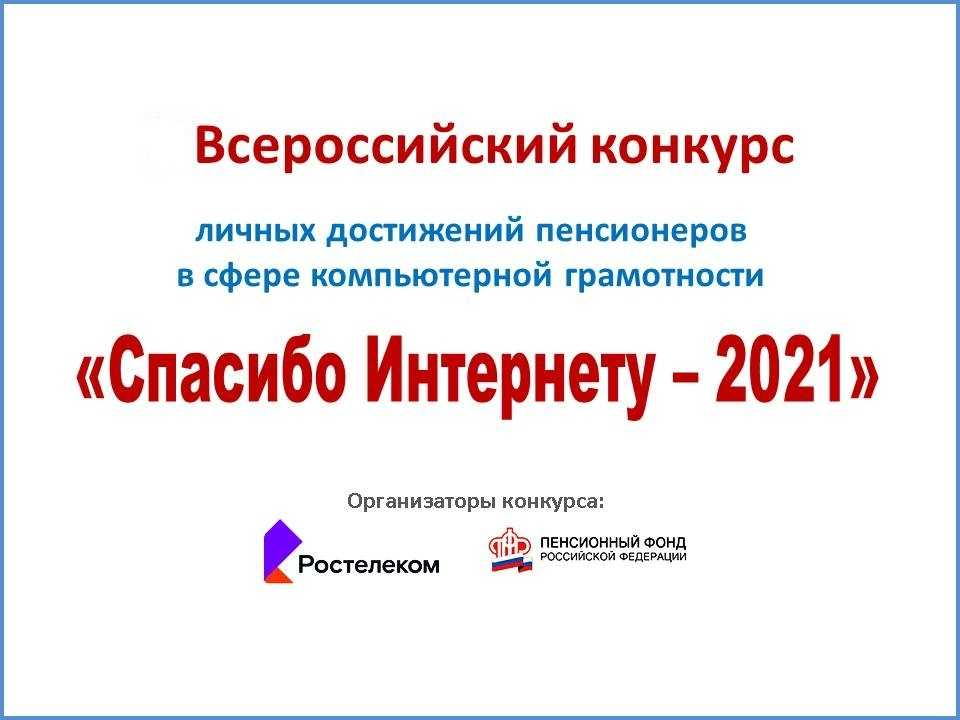 Всероссийский конкурс
личных достижений пенсионеров
в сфере компьютерной грамотности
«Спасибо Интернету – 2021»
Организаторы конкурса:
Ростелеком
ПЕНСИОННЫЙ ФОНД
РОССИЙСКОЙ ФЕДЕРАЦИИ